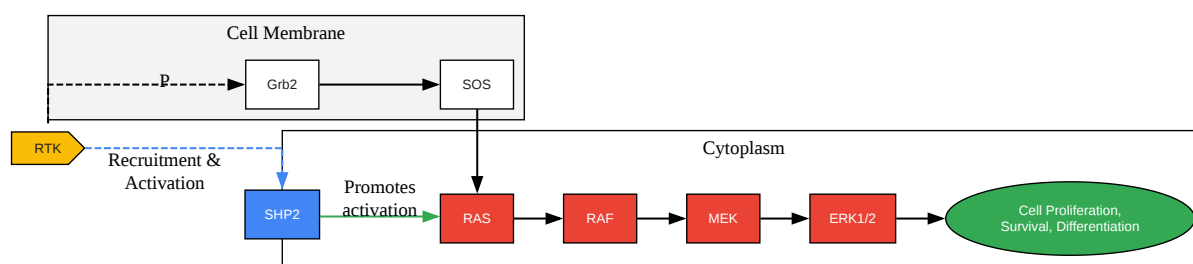 Cell Membrane
P
Grb2
SOS
RTK
Recruitment &
Activation
Cytoplasm
SHP2
Promotes
activation
RAS
RAF
MEK
ERK1/2
Cell Proliferation,
Survival, Differentiation